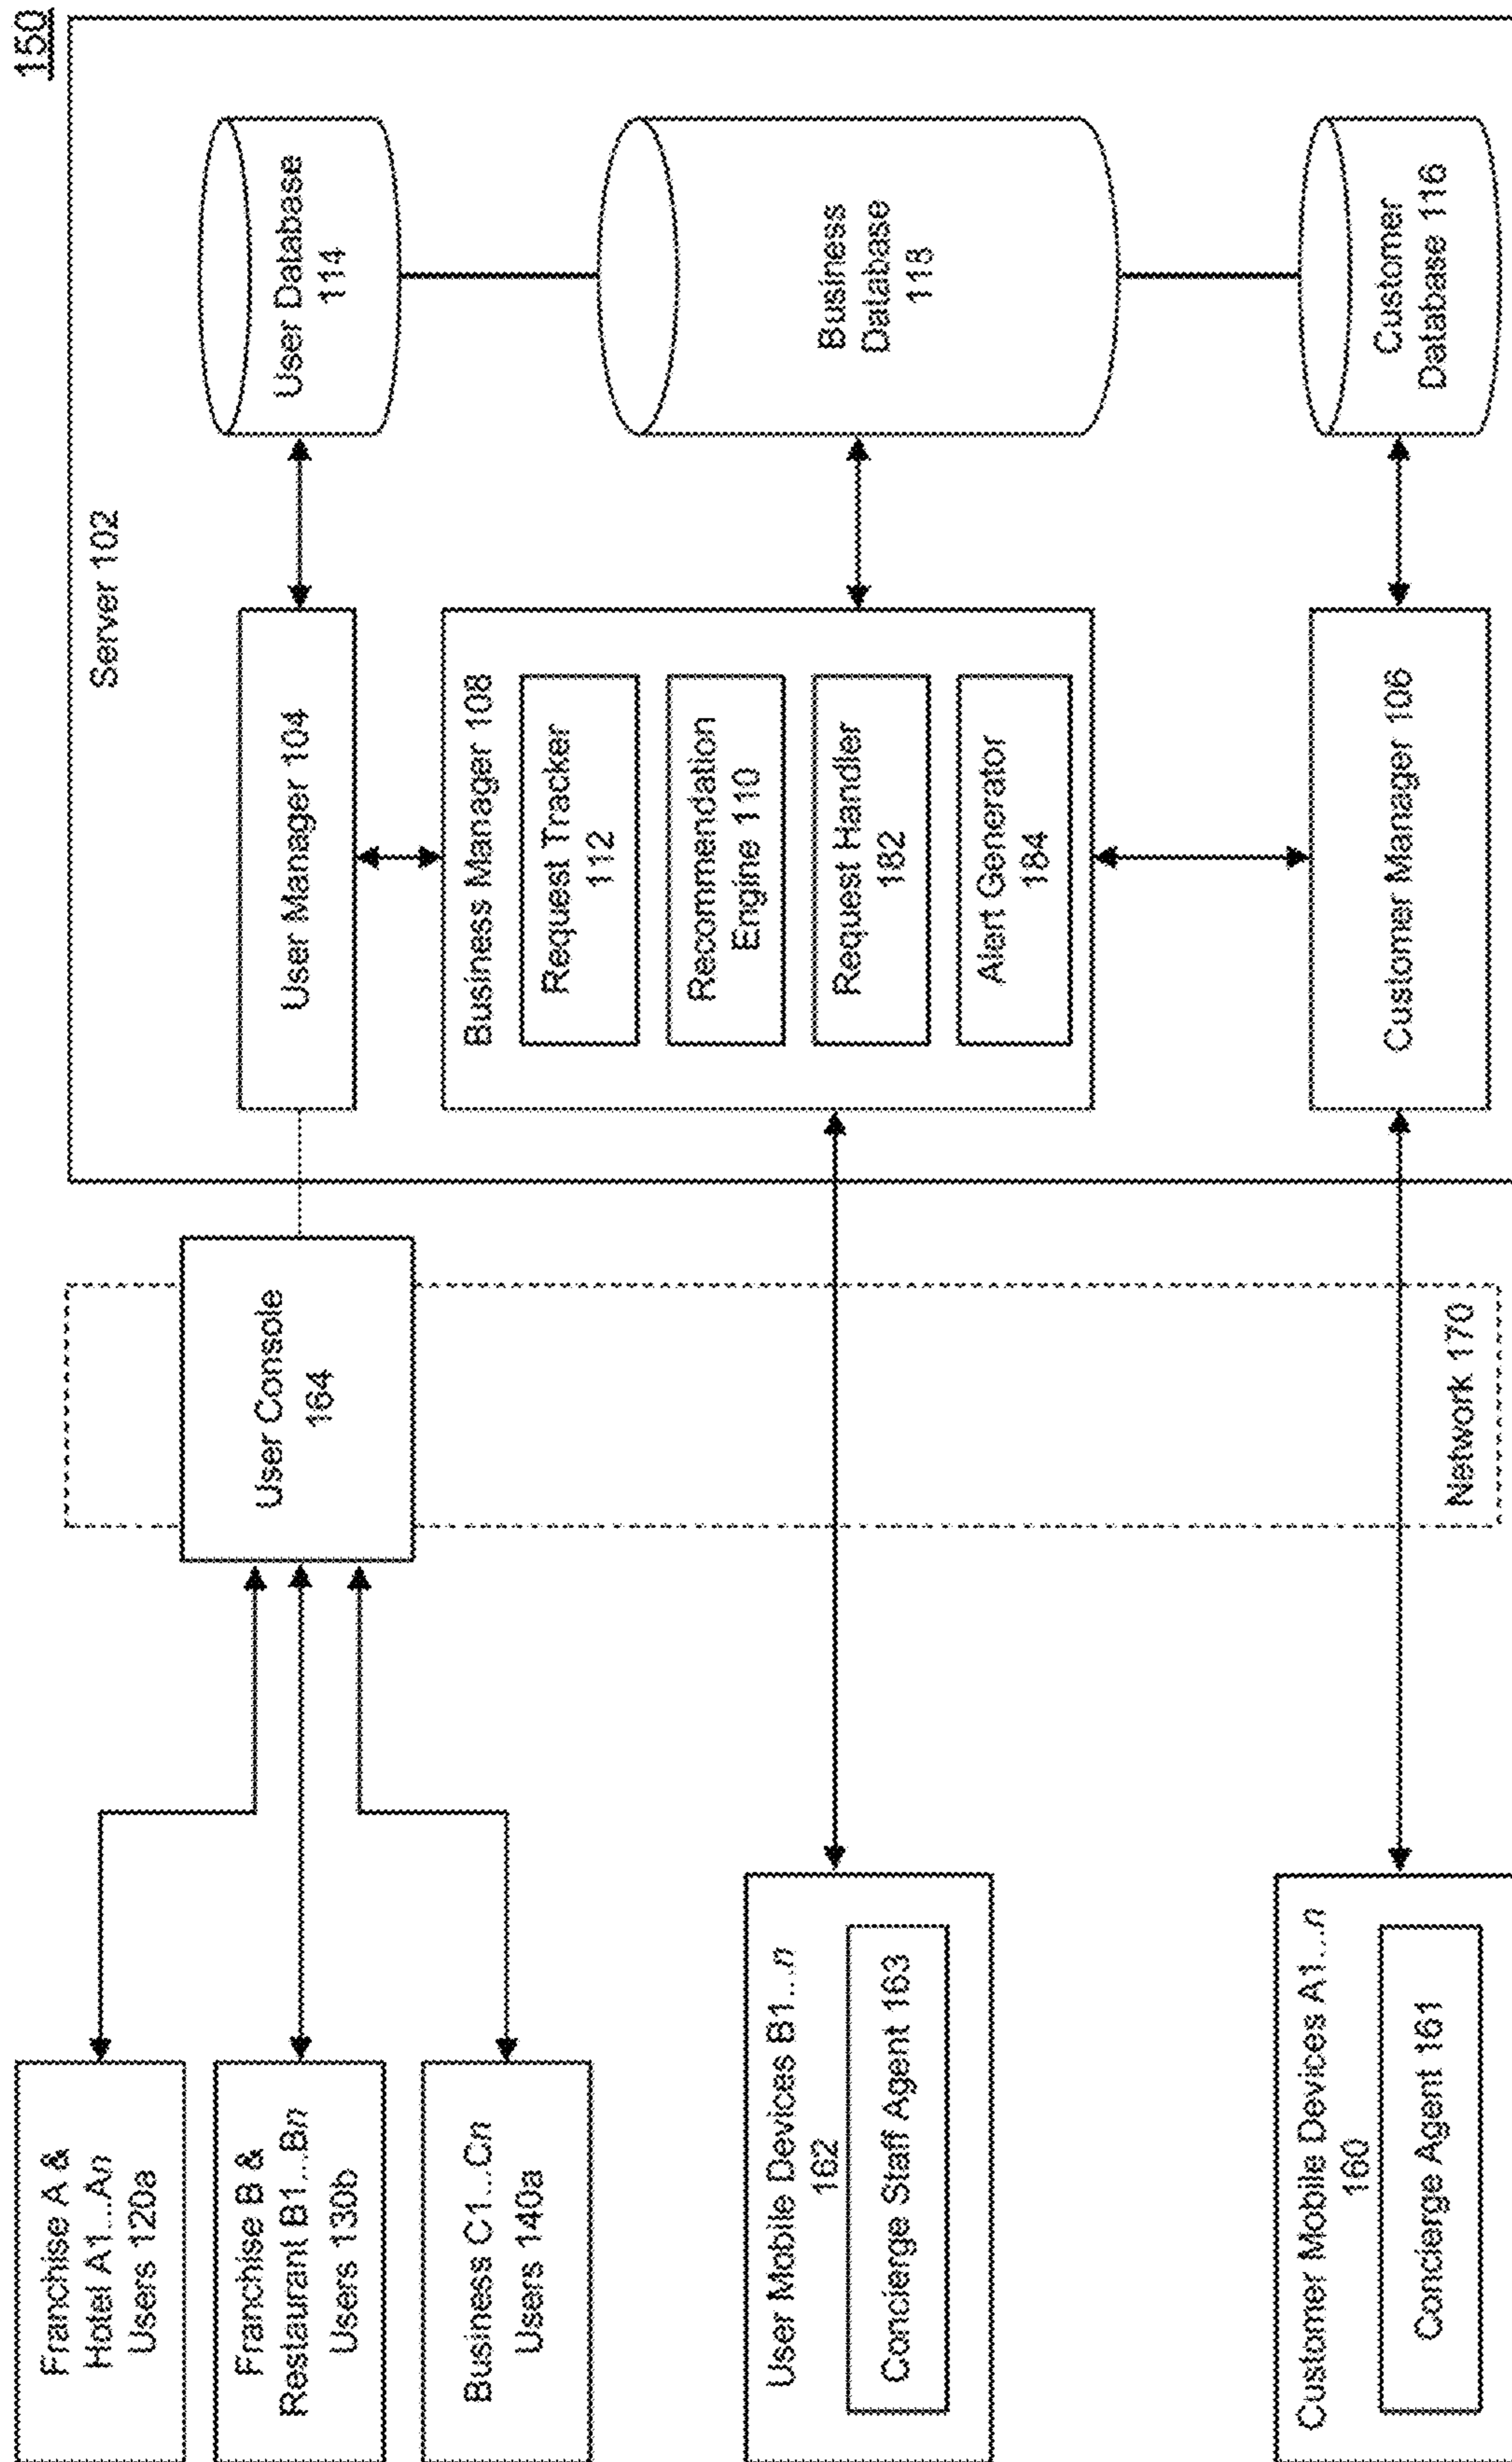 150
Server 102
User Database
114
Business
Database
118
Customer
Database 116
User Manager 104
Business Manager 108
Request Tracker
112
Recommendation
Engine 110
Request Handler
182
Alert Generator
184
Customer Manager 106
User Console
164
Network 170
Franchise A &
Hotel A1...An
Users 120a
Franchise B &
Restaurant B1...Bn
Users 130b
Business C1...Cn
Users 140a
User Mobile Devices B1...n
162
Concierge Staff Agent 163
Customer Mobile Devices A1...n
160
Concierge Agent 161